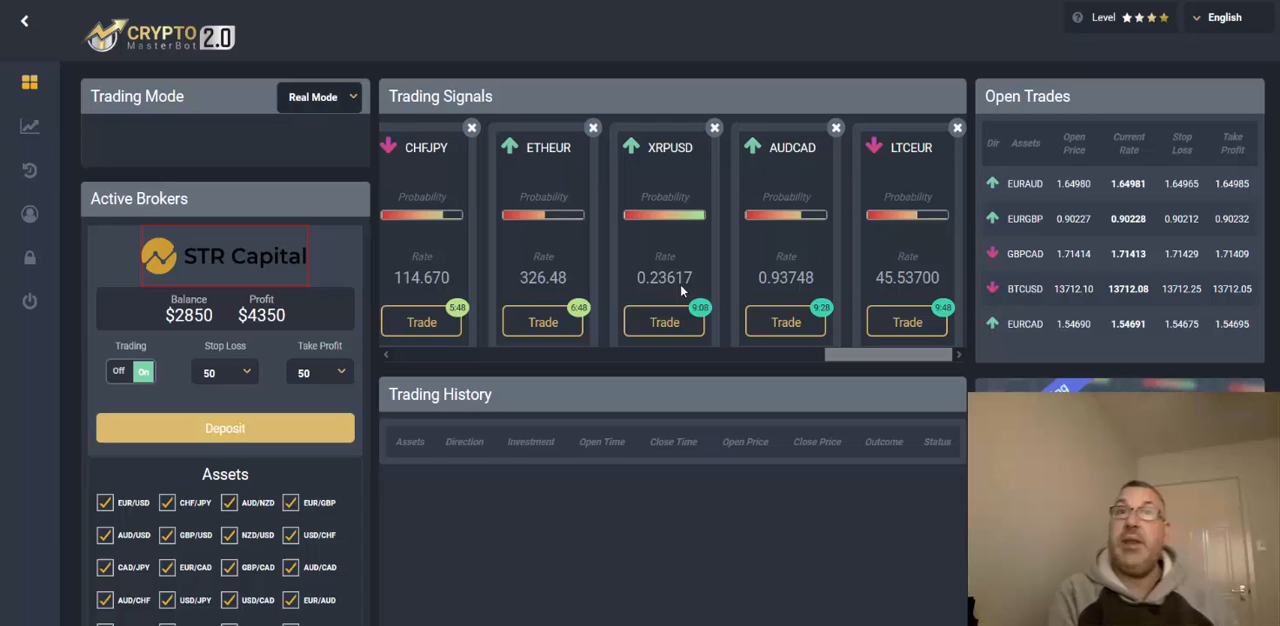 CRYPTO
MasterBot
2.0
Level
English
Trading Mode
Real Mode
Active Brokers
STR Capital
Balance Profit
$2850 $4350
Trading Stop Loss Take Profit
Off On 50 50
Deposit
Assets
EUR/USD CHF/JPY AUD/NZD EUR/GBP
AUD/USD GBP/USD NZD/USD USD/CHF
CAD/JPY EUR/CAD GBP/CAD AUD/CAD
AUD/CHF USD/JPY USD/CAD EUR/AUD
Trading Signals
CHFJPY ETHEUR XRPUSD AUDCAD LTCEUR
Probability Probability Probability Probability Probability
Rate Rate Rate Rate Rate
114.670 326.48 0.23617 0.93748 45.53700
5:48 6:48 9:08 9:28 9:48
Trade Trade Trade Trade Trade
Trading History
Assets Direction Investment Open Time Close Time Open Price Close Price Outcome Status
Open Trades
Dir Assets Open Price Current Rate Stop Loss Take Profit
EURAUD 1.64980 1.64981 1.64965 1.64985
EURGBP 0.90227 0.90228 0.90212 0.90232
GBPCAD 1.71414 1.71413 1.71429 1.71409
BTCUSD 13712.10 13712.08 13712.25 13712.05
EURCAD 1.54690 1.54691 1.54675 1.54695